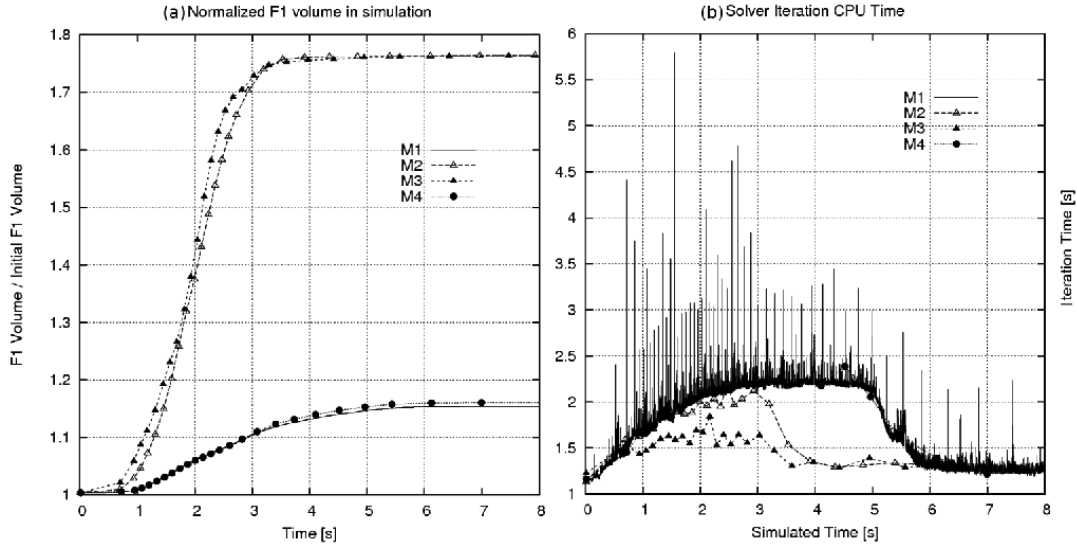 (a) Normalized F1 volume in simulation
F1 Volume / Initial F1 Volume
1.8
1.7
1.6
1.5
1.4
1.3
1.2
1.1
1
M1
M2
M3
M4
0 1 2 3 4 5 6 7 8
Time [s]
(b) Solver Iteration CPU Time
6
5.5
5
4.5
4
3.5
3
2.5
2
1.5
1
M1
M2
M3
M4
Iteration Time [s]
0 1 2 3 4 5 6 7 8
Simulated Time [s]